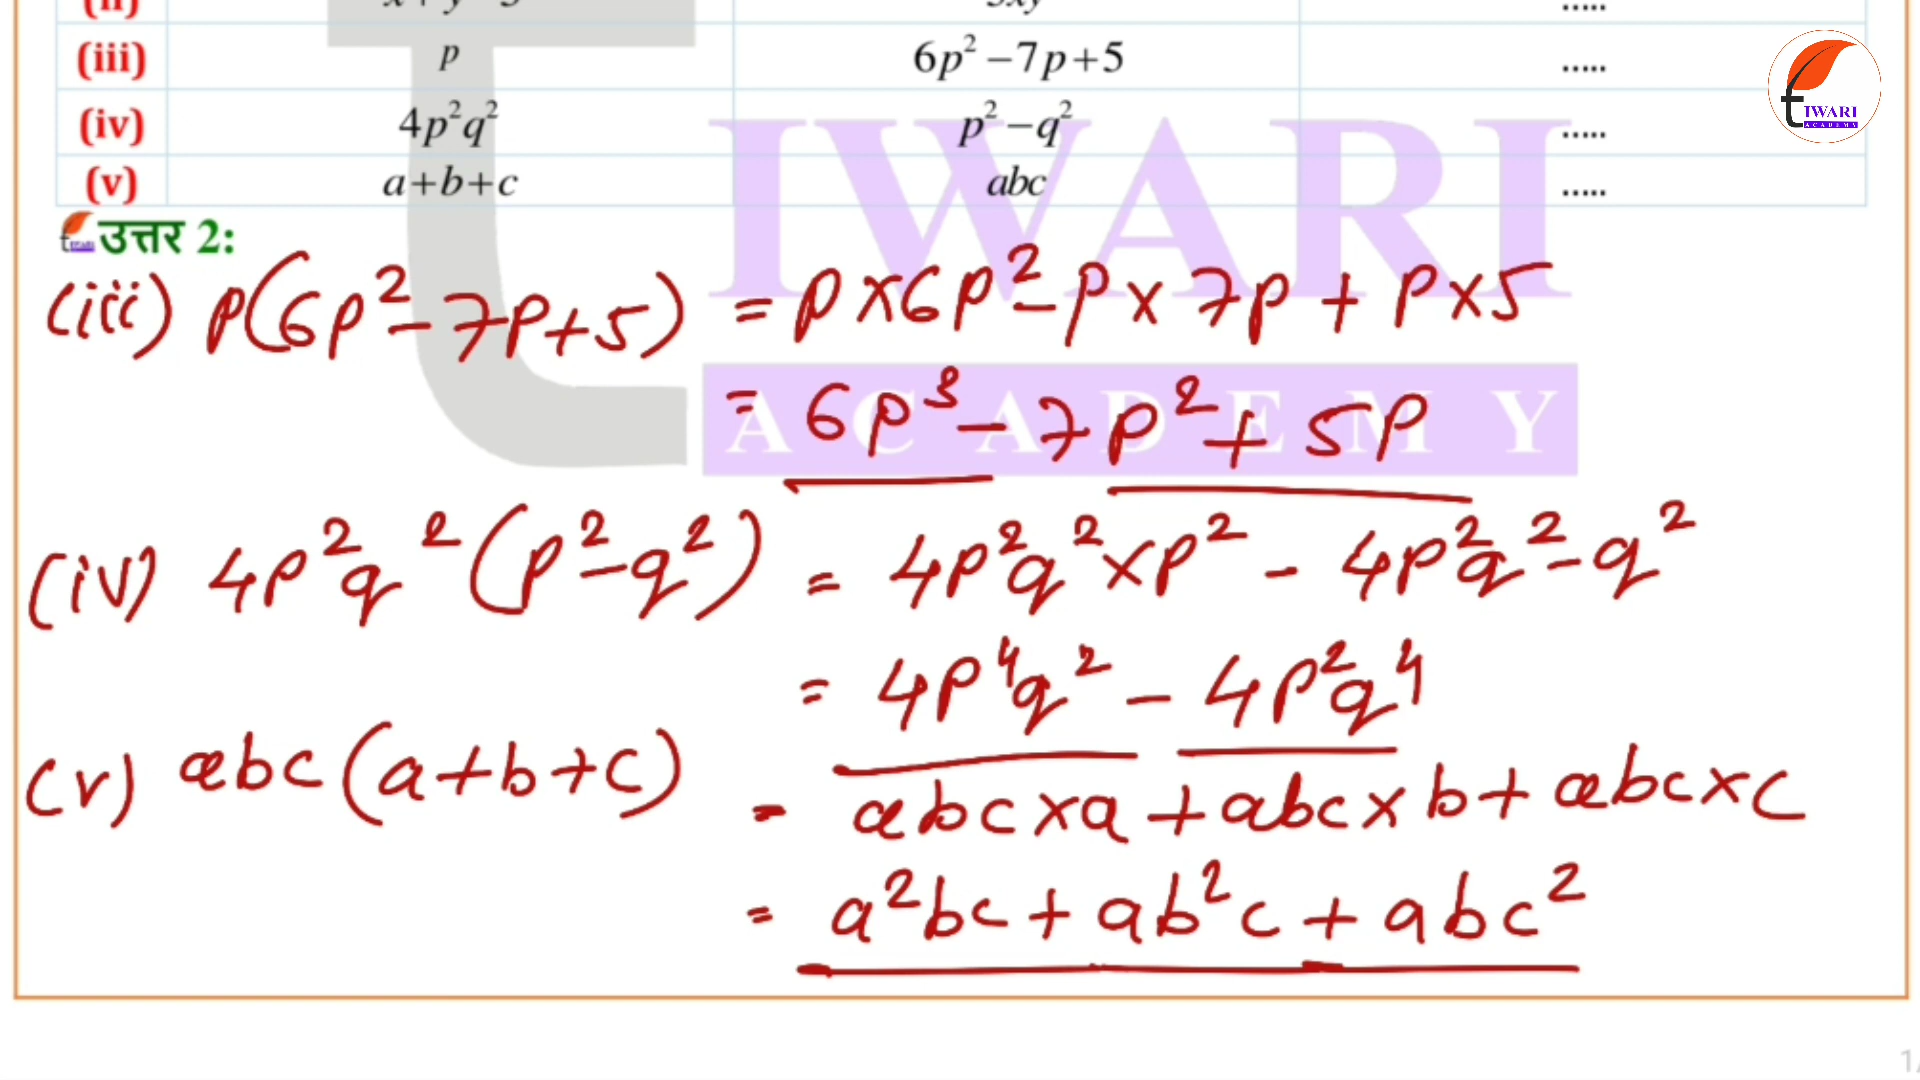 (iii) p 6p² − 7p + 5 .....
(iv) 4p²q² p² − q² .....
(v) a + b + c abc .....
उत्तर 2:
(iii) p(6p² − 7p + 5) = p × 6p² − p × 7p + p × 5
= 6p³ − 7p² + 5p
(iv) 4p²q² (p² − q²) = 4p²q² × p² − 4p²q² − q²
= 4p⁴q² − 4p²q⁴
(v) abc (a + b + c) = abc × a + abc × b + abc × c
= a²bc + ab²c + abc²
TIWARI
ACADEMY
tIWARI
ACADEMY